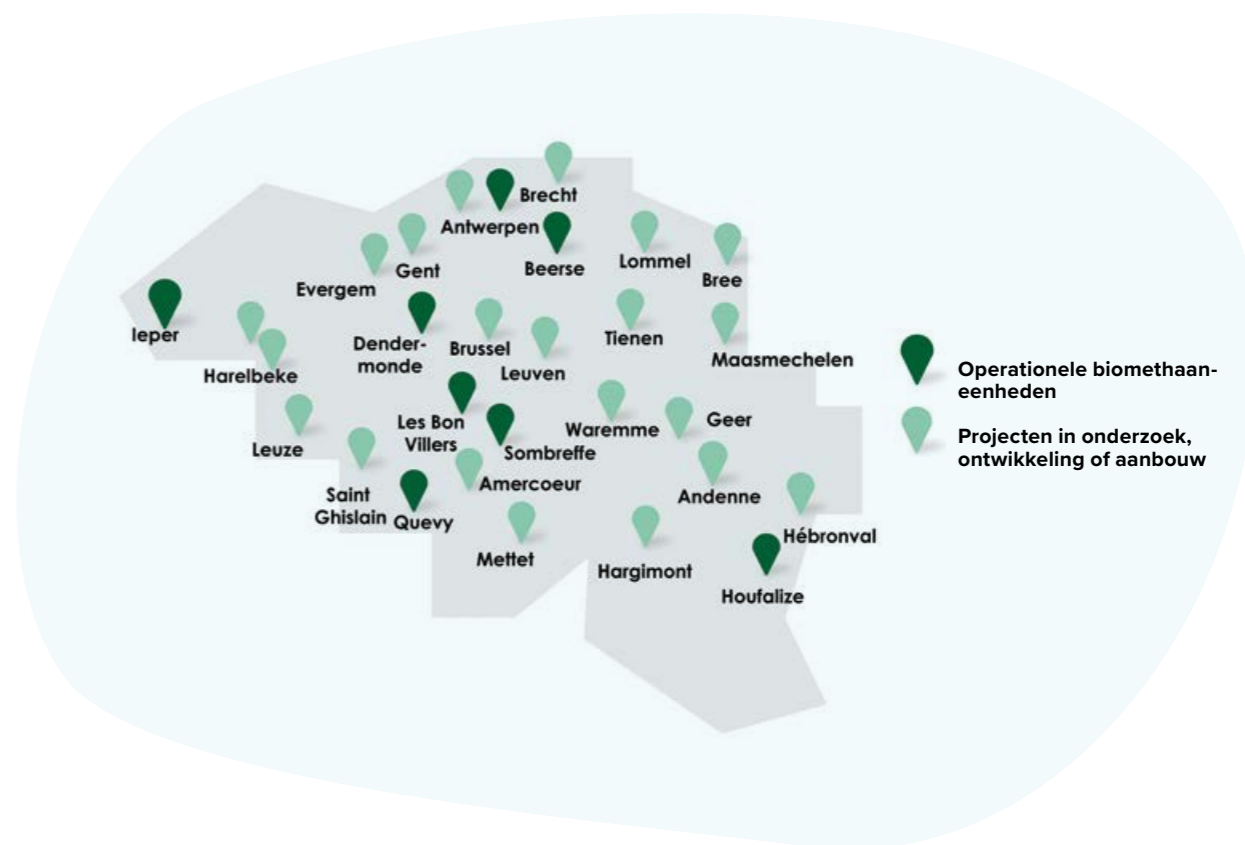 Brecht
Antwerpen
Gent
Beerse
Lommel
Bree
Evergem
Ieper
Dender-
monde
Brussel
Leuven
Tienen
Maasmechelen
Harelbeke
Leuze
Les Bon
Villers
Sombreffe
Waremme
Geer
Amercoeur
Andenne
Saint
Ghislain
Quevy
Mettet
Hargimont
Hébronval
Houfalize
Operationele biomethaan-
eenheden
Projecten in onderzoek,
ontwikkeling of aanbouw